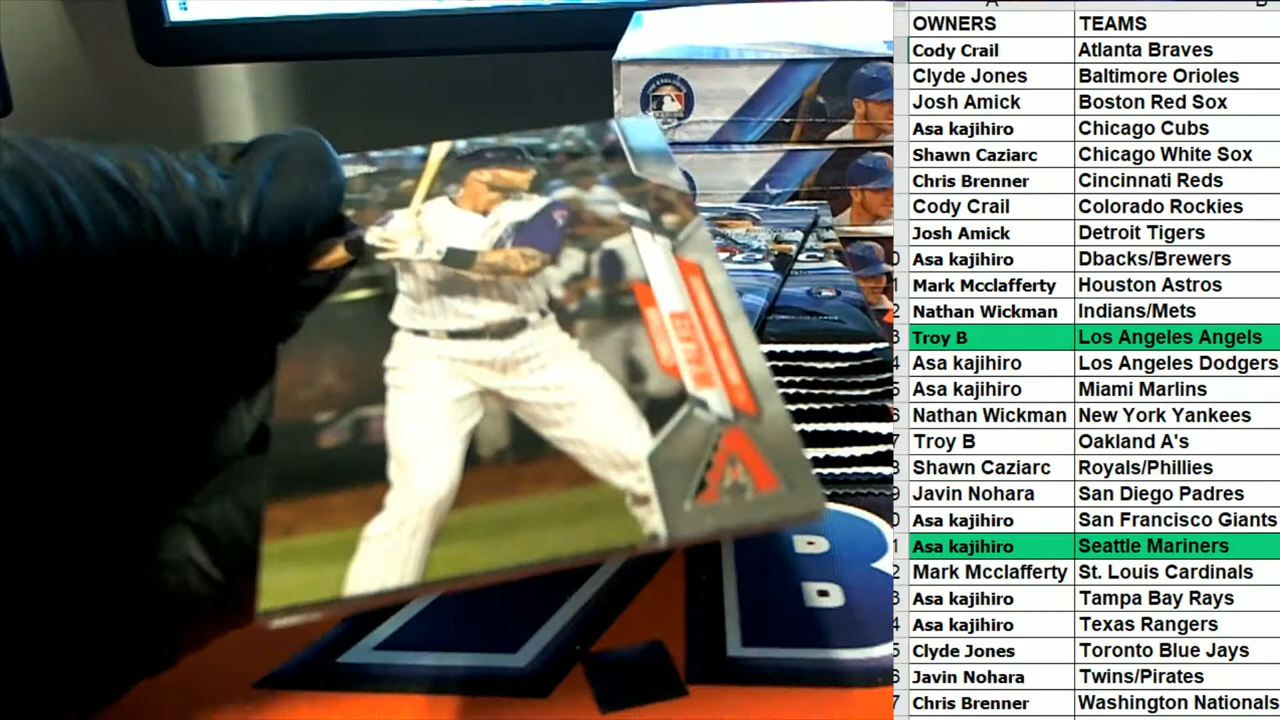 OWNERS TEAMS
Cody Crail Atlanta Braves
Clyde Jones Baltimore Orioles
Josh Amick Boston Red Sox
Asa kajihiro Chicago Cubs
Shawn Caziarc Chicago White Sox
Chris Brenner Cincinnati Reds
Cody Crail Colorado Rockies
Josh Amick Detroit Tigers
Asa kajihiro Dbacks/Brewers
Mark Mcclafferty Houston Astros
Nathan Wickman Indians/Mets
Troy B Los Angeles Angels
Asa kajihiro Los Angeles Dodgers
Asa kajihiro Miami Marlins
Nathan Wickman New York Yankees
Troy B Oakland A's
Shawn Caziarc Royals/Phillies
Javin Nohara San Diego Padres
Asa kajihiro San Francisco Giants
Asa kajihiro Seattle Mariners
Mark Mcclafferty St. Louis Cardinals
Asa kajihiro Tampa Bay Rays
Asa kajihiro Texas Rangers
Clyde Jones Toronto Blue Jays
Javin Nohara Twins/Pirates
Chris Brenner Washington Nationals
B